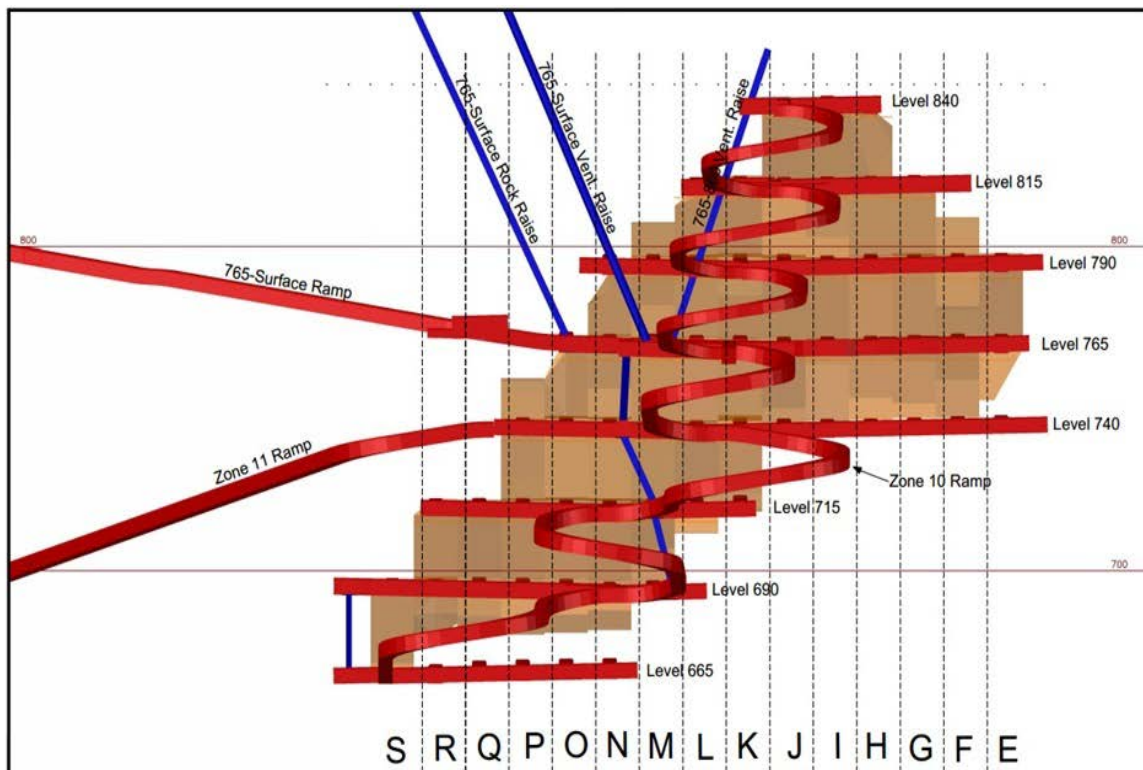 765-Surface Rock Raise
765-Surface Vent. Raise
Vent. Raise
Level 840
Level 815
800
800
Level 790
765-Surface Ramp
Level 765
Level 740
Zone 11 Ramp
Zone 10 Ramp
Level 715
700
Level 690
Level 665
S R Q P O N M L K J I H G F E